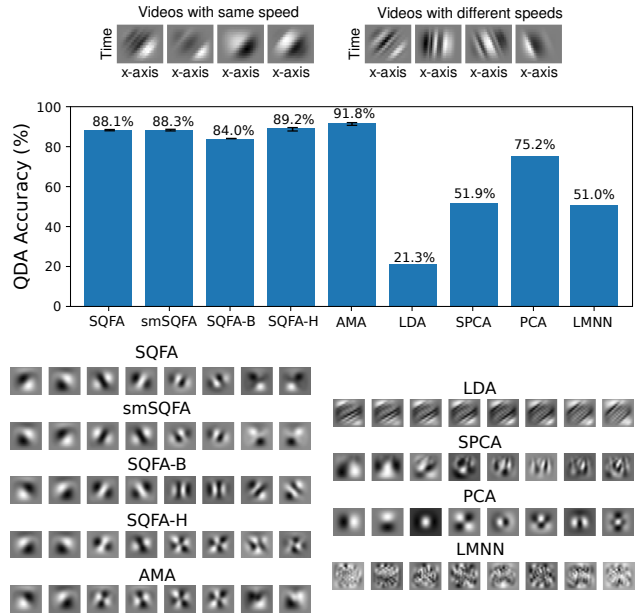 Videos with same speed
Videos with different speeds
Time
x-axis x-axis x-axis x-axis
Time
x-axis x-axis x-axis x-axis
QDA Accuracy (%)
100
80
60
40
20
0
88.1% 88.3% 84.0% 89.2% 91.8% 21.3% 51.9% 75.2% 51.0%
SQFA smSQFA SQFA-B SQFA-H AMA LDA SPCA PCA LMNN
SQFA
smSQFA
SQFA-B
SQFA-H
AMA
LDA
SPCA
PCA
LMNN